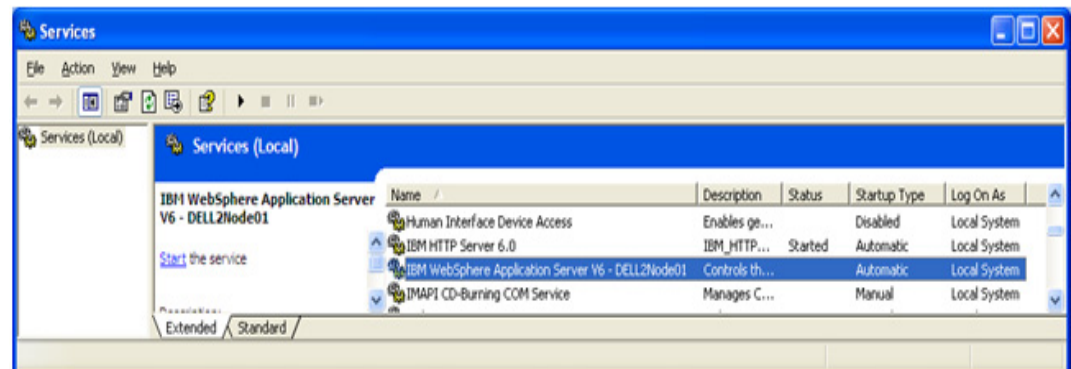 Services
File Action View Help
Services (Local)
Services (Local)
IBM WebSphere Application Server V6 - DELL2Node01
Start the service
Name Description Status Startup Type Log On As
Human Interface Device Access Enables ge... Disabled Local System
IBM HTTP Server 6.0 IBM_HTTP... Started Automatic Local System
IBM WebSphere Application Server V6 - DELL2Node01 Controls th... Automatic Local System
IMAPI CD-Burning COM Service Manages C... Manual Local System
Extended Standard